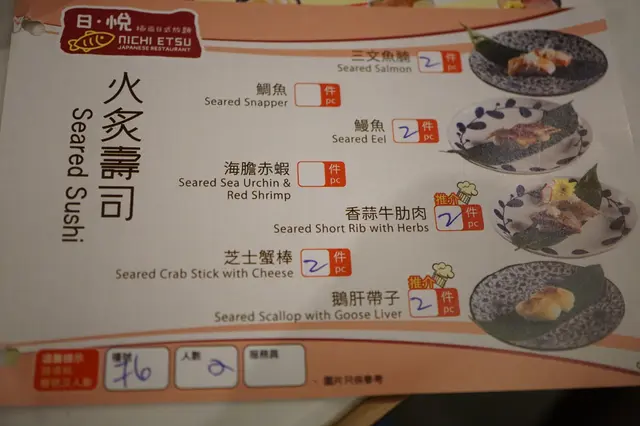 日·悅
NICHI ETSU
JAPANESE RESTAURANT
火炙壽司
Seared Sushi
三文魚腩 2 件
Seared Salmon pc
鯛魚 件
Seared Snapper pc
鰻魚 2 件
Seared Eel pc
海膽赤蝦 件
Seared Sea Urchin & pc
Red Shrimp
推介
香蒜牛肋肉 2 件
Seared Short Rib with Herbs pc
芝士蟹棒 2 件
Seared Crab Stick with Cheese pc
推介
鵝肝帶子 2 件
Seared Scallop with Goose Liver pc
檯號 人數 服務員
76 2
圖片只供參考